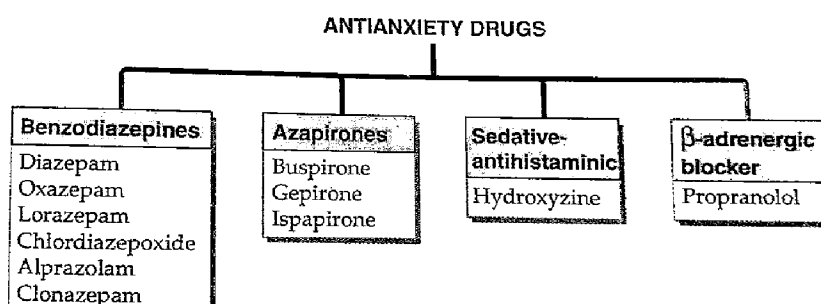 ANTIANXIETY DRUGS
Benzodiazepines
Diazepam
Oxazepam
Lorazepam
Chlordiazepoxide
Alprazolam
Clonazepam
Azapirones
Buspirone
Gepirone
Ispapirone
Sedative-
antihistaminic
Hydroxyzine
β-adrenergic
blocker
Propranolol